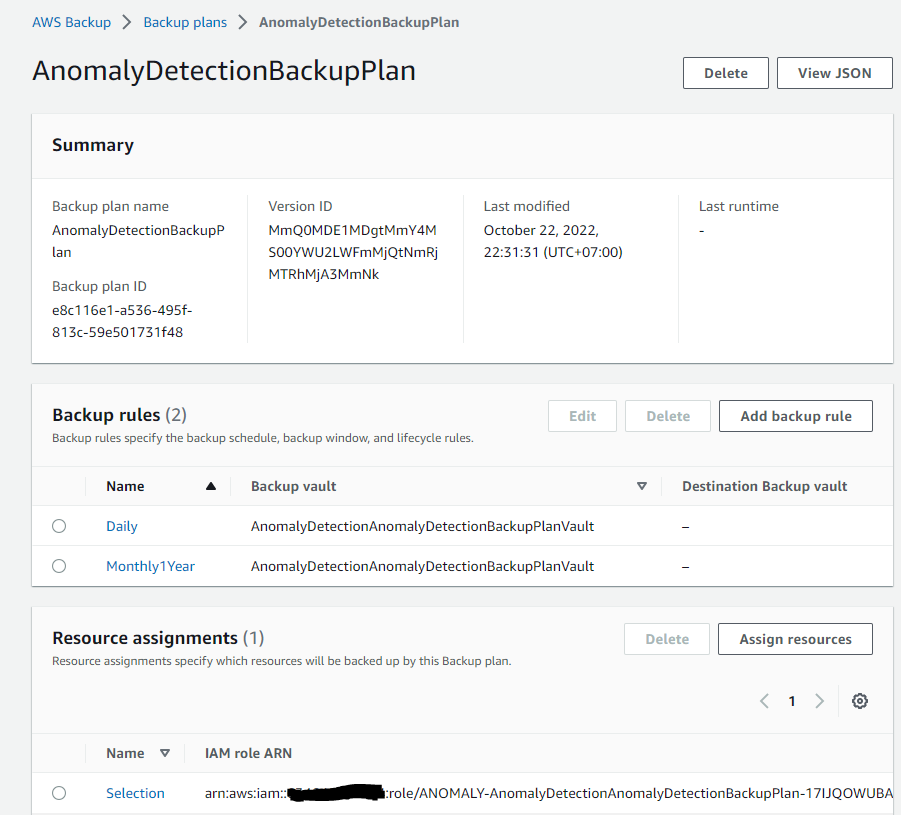 AWS Backup > Backup plans > AnomalyDetectionBackupPlan
AnomalyDetectionBackupPlan
Delete
View JSON
Summary
Backup plan name
AnomalyDetectionBackupP
lan
Backup plan ID
e8c116e1-a536-495f-
813c-59e501731f48
Version ID
MmQ0MDE1MDgtMmY4M
S00YWU2LWFmMjQtNmRj
MTRhMjA3MmNk
Last modified
October 22, 2022,
22:31:31 (UTC+07:00)
Last runtime
-
Backup rules (2)
Edit
Delete
Add backup rule
Backup rules specify the backup schedule, backup window, and lifecycle rules.
Name Backup vault Destination Backup vault
Daily AnomalyDetectionAnomalyDetectionBackupPlanVault –
Monthly1Year AnomalyDetectionAnomalyDetectionBackupPlanVault –
Resource assignments (1)
Delete
Assign resources
Resource assignments specify which resources will be backed up by this Backup plan.
1
Name IAM role ARN
Selection arn:aws:iam:: :role/ANOMALY-AnomalyDetectionAnomalyDetectionBackupPlan-17IJQOWUBA